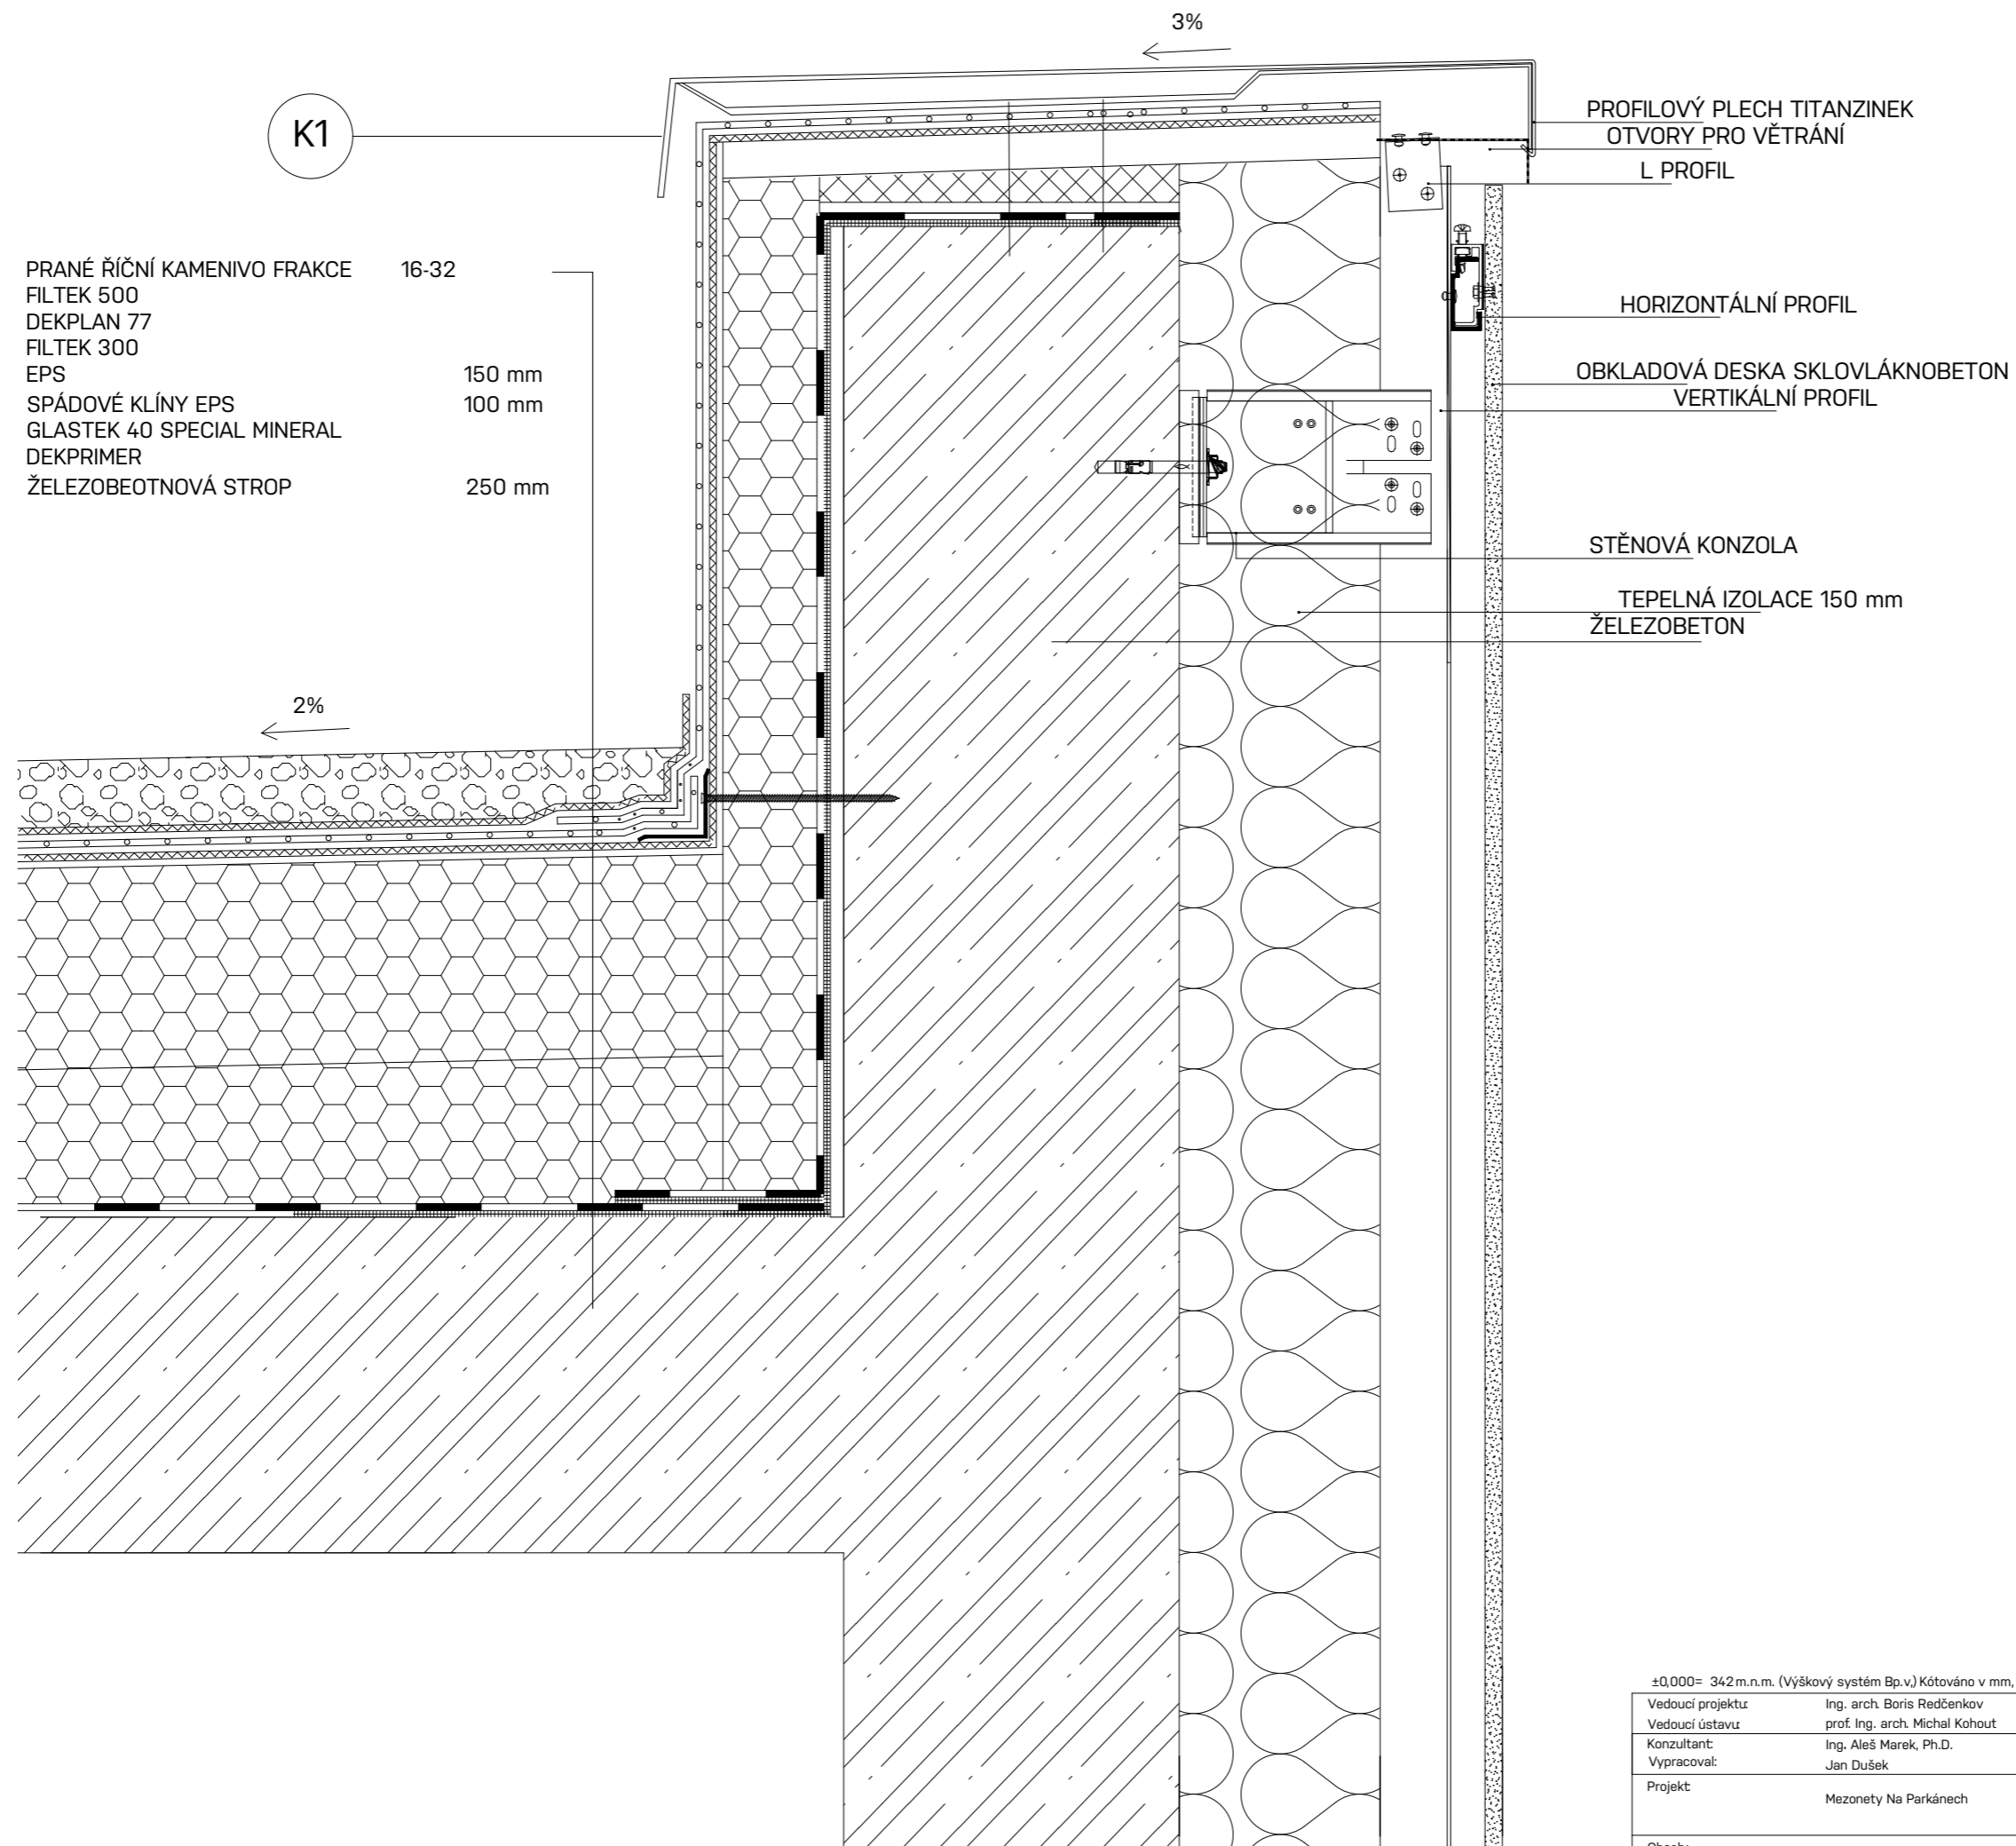 3%
K1
PROFILOVÝ PLECH TITANZINEK
OTVORY PRO VĚTRÁNÍ
L PROFIL
PRANÉ ŘÍČNÍ KAMENIVO FRAKCE 16-32
FILTEK 500
DEKPLAN 77
FILTEK 300
EPS 150 mm
SPÁDOVÉ KLÍNY EPS 100 mm
GLASTEK 40 SPECIAL MINERAL
DEKPRIMER
ŽELEZOBEOTNOVÁ STROP 250 mm
HORIZONTÁLNÍ PROFIL
OBKLADOVÁ DESKA SKLOVLÁKNOBETON
VERTIKÁLNÍ PROFIL
STĚNOVÁ KONZOLA
TEPELNÁ IZOLACE 150 mm
ŽELEZOBETON
2%
±0,000= 342 m.n.m. (Výškový systém Bp.v.) Kótováno v mm,
Vedoucí projektu: Ing. arch. Boris Redčenkov
Vedoucí ústavu: prof. Ing. arch. Michal Kohout
Konzultant: Ing. Aleš Marek, Ph.D.
Vypracoval: Jan Dušek
Projekt: Mezonety Na Parkánech